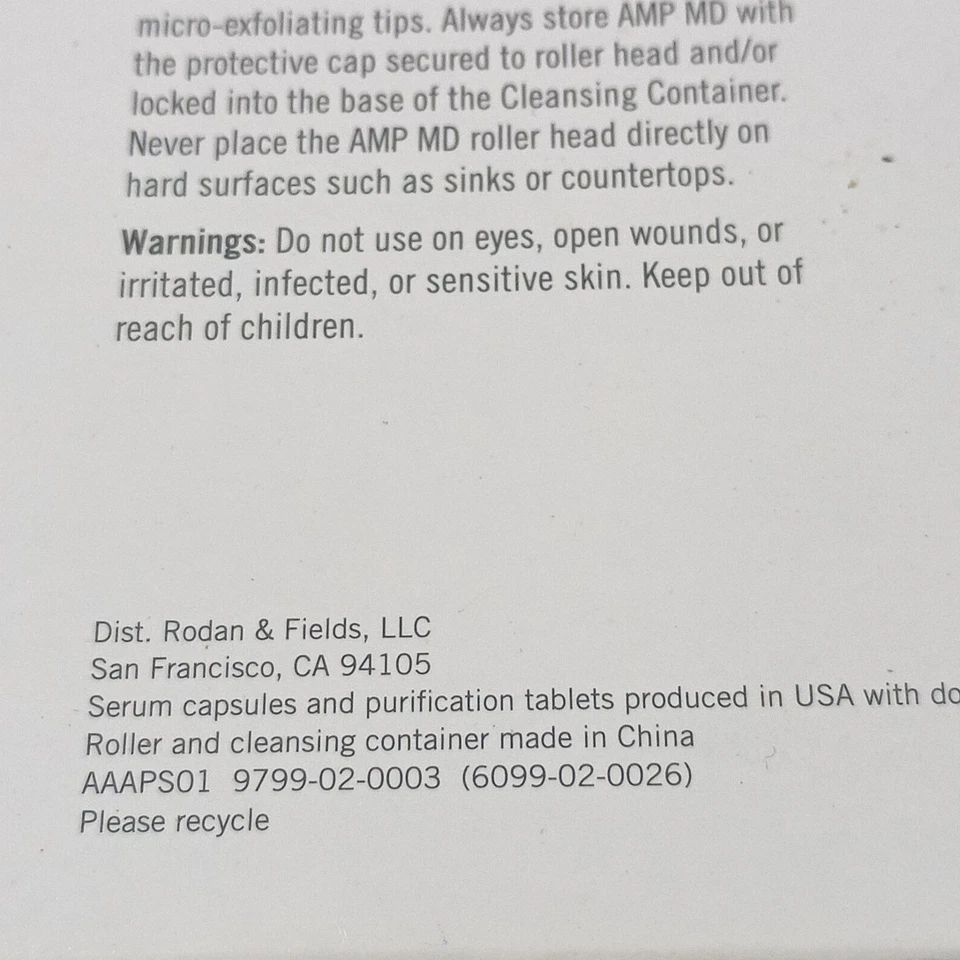 micro-exfoliating tips. Always store AMP MD with
the protective cap secured to roller head and/or
locked into the base of the Cleansing Container.
Never place the AMP MD roller head directly on
hard surfaces such as sinks or countertops.
Warnings: Do not use on eyes, open wounds, or
irritated, infected, or sensitive skin. Keep out of
reach of children.
Dist. Rodan & Fields, LLC
San Francisco, CA 94105
Serum capsules and purification tablets produced in USA with do
Roller and cleansing container made in China
AAAPS01 9799-02-0003 (6099-02-0026)
Please recycle